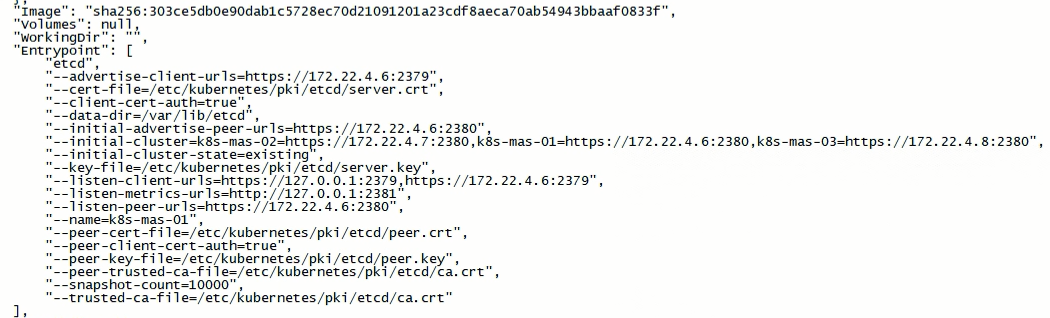 "Image": "sha256:303ce5db0e90dab1c5728ec70d21091201a23cdf8aeca70ab54943bbaaf0833f",
"Volumes": null,
"WorkingDir": "",
"Entrypoint": [
"etcd",
"--advertise-client-urls=https://172.22.4.6:2379",
"--cert-file=/etc/kubernetes/pki/etcd/server.crt",
"--client-cert-auth=true",
"--data-dir=/var/lib/etcd",
"--initial-advertise-peer-urls=https://172.22.4.6:2380",
"--initial-cluster=k8s-mas-02=https://172.22.4.7:2380,k8s-mas-01=https://172.22.4.6:2380,k8s-mas-03=https://172.22.4.8:2380",
"--initial-cluster-state=existing",
"--key-file=/etc/kubernetes/pki/etcd/server.key",
"--listen-client-urls=https://127.0.0.1:2379,https://172.22.4.6:2379",
"--listen-metrics-urls=http://127.0.0.1:2381",
"--listen-peer-urls=https://172.22.4.6:2380",
"--name=k8s-mas-01",
"--peer-cert-file=/etc/kubernetes/pki/etcd/peer.crt",
"--peer-client-cert-auth=true",
"--peer-key-file=/etc/kubernetes/pki/etcd/peer.key",
"--peer-trusted-ca-file=/etc/kubernetes/pki/etcd/ca.crt",
"--snapshot-count=10000",
"--trusted-ca-file=/etc/kubernetes/pki/etcd/ca.crt"
],